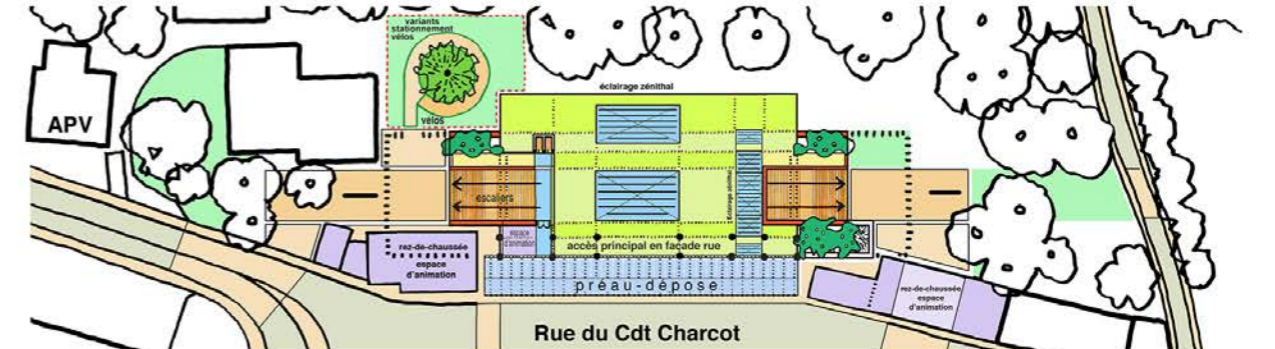 variants
stationnement
vélos
vélos
APV
éclairage zénithal
escaliers
éclairage zénithal
espace
d'animation
accès principal en façade rue
préau-dépose
rez-de-chaussée
espace
d'animation
rez-de-chaussée
espace
d'animation
Rue du Cdt Charcot